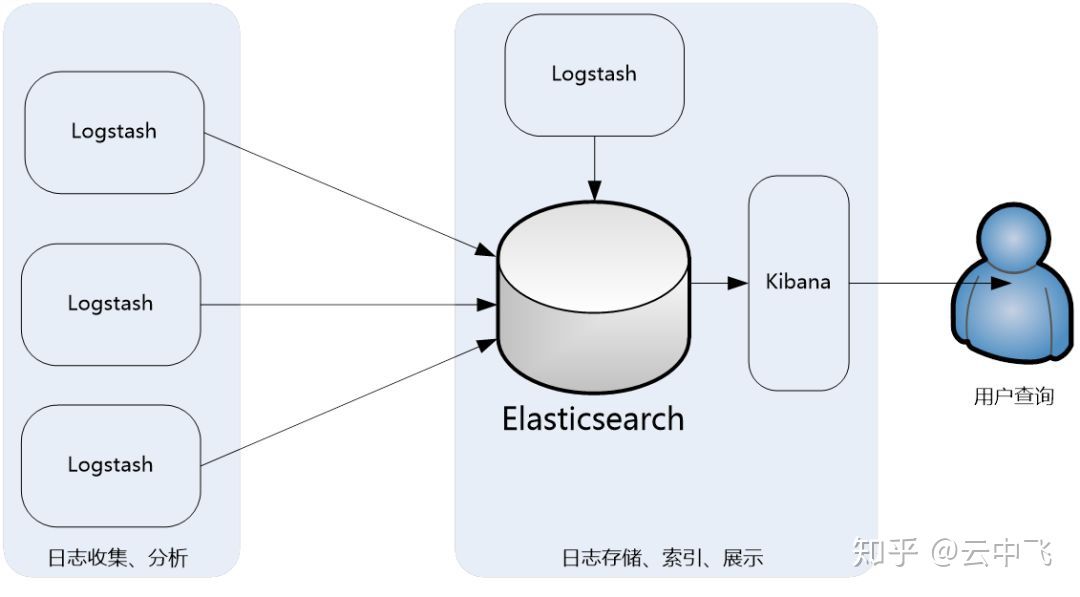 Logstash
Logstash
Logstash
日志收集、分析
Logstash
Elasticsearch
Kibana
日志存储、索引、展示
用户查询
知乎 @云中飞